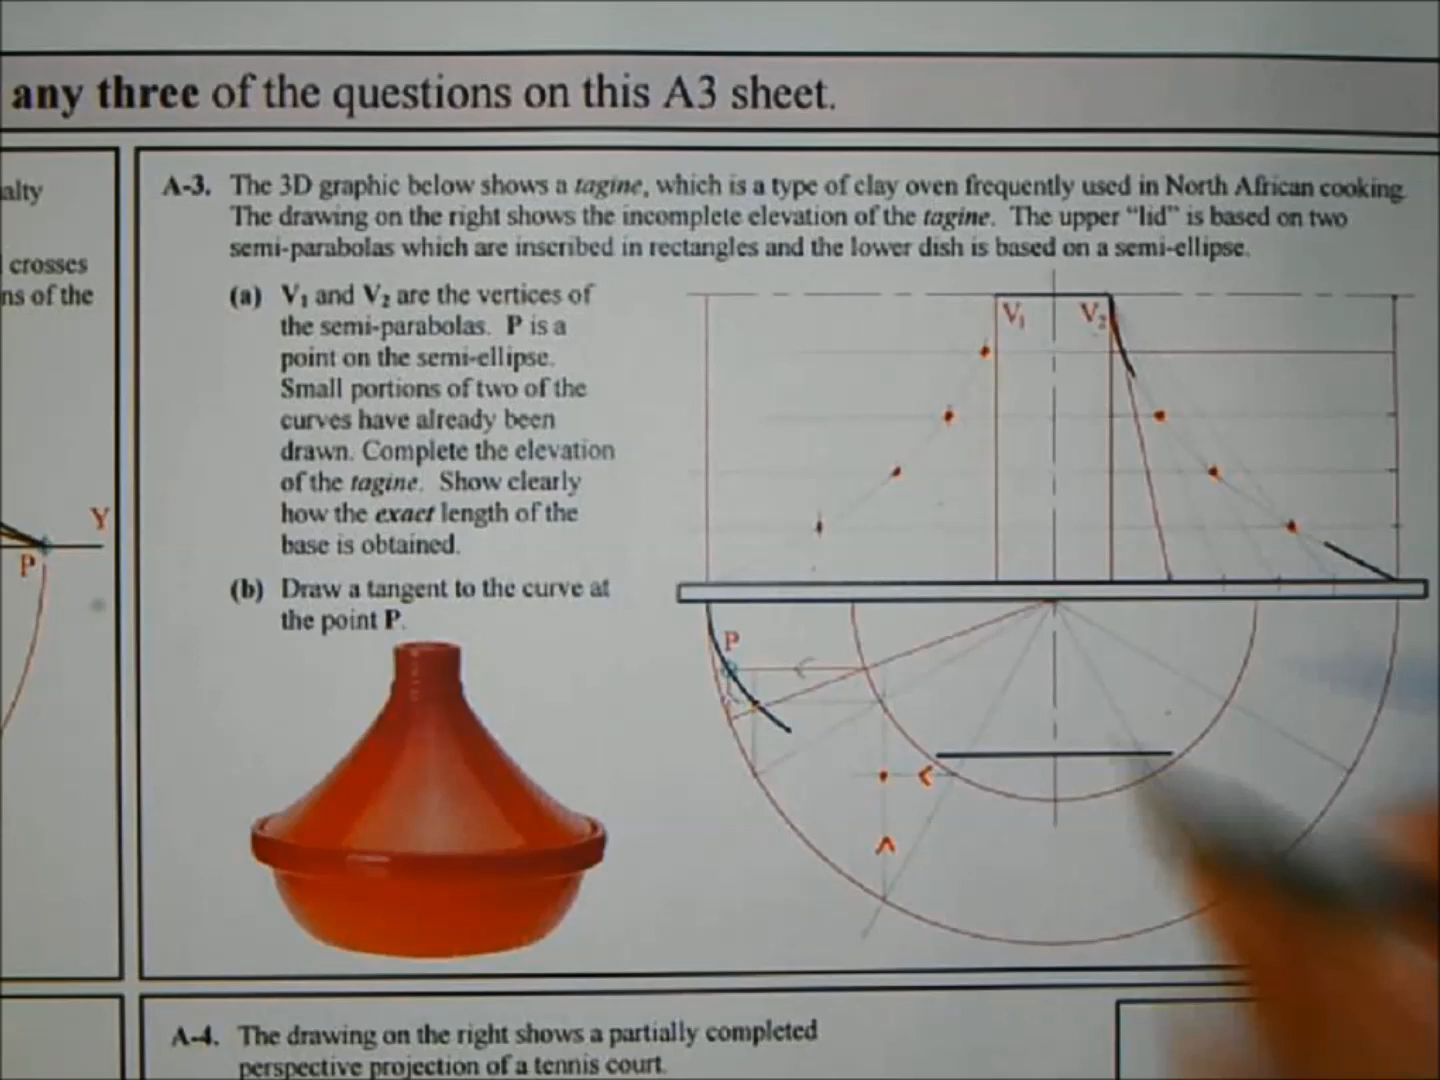 any three of the questions on this A3 sheet.
alty
crosses
ns of the
Y
P
A-3. The 3D graphic below shows a tagine, which is a type of clay oven frequently used in North African cooking.
The drawing on the right shows the incomplete elevation of the tagine. The upper “lid” is based on two
semi-parabolas which are inscribed in rectangles and the lower dish is based on a semi-ellipse.
(a) V₁ and V₂ are the vertices of
the semi-parabolas. P is a
point on the semi-ellipse.
Small portions of two of the
curves have already been
drawn. Complete the elevation
of the tagine. Show clearly
how the exact length of the
base is obtained.
(b) Draw a tangent to the curve at
the point P.
V₁ V₂
P
A-4. The drawing on the right shows a partially completed
perspective projection of a tennis court.